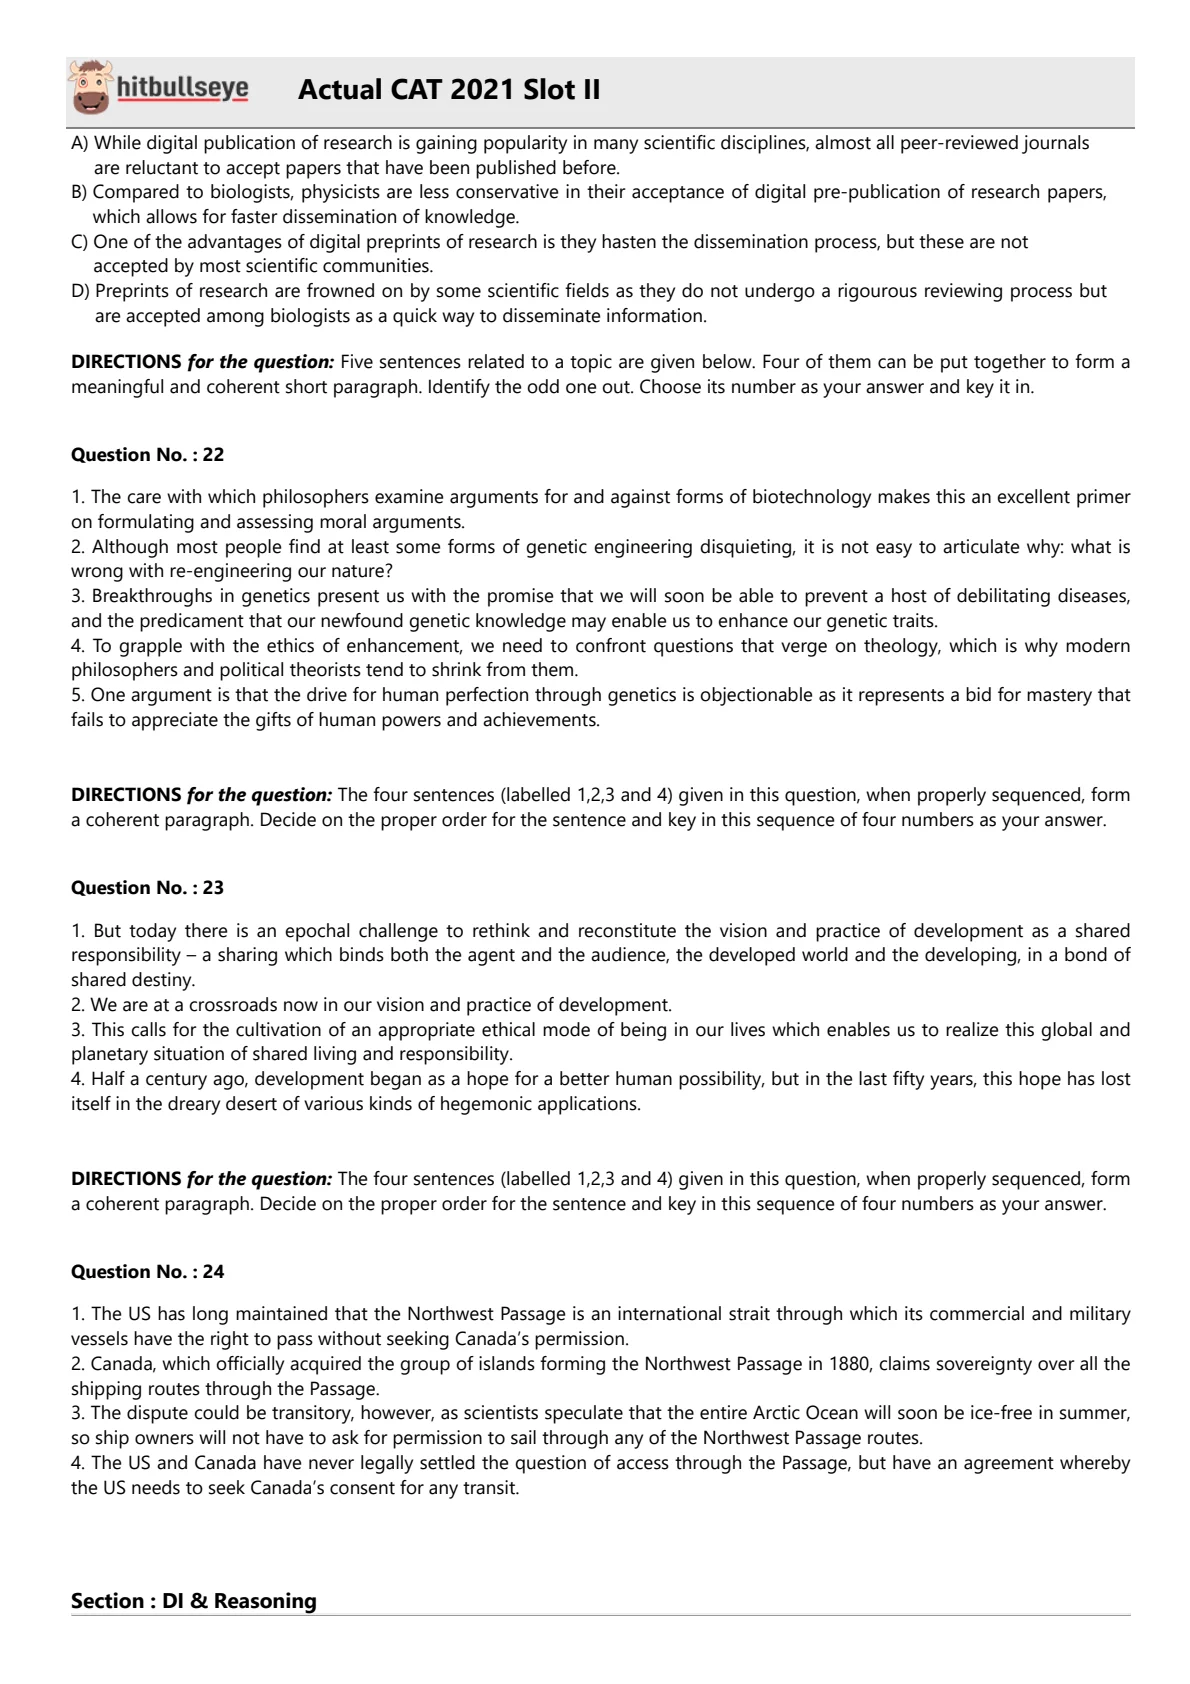 hitbullseye
Actual CAT 2021 Slot II
A) While digital publication of research is gaining popularity in many scientific disciplines, almost all peer-reviewed journals
are reluctant to accept papers that have been published before.
B) Compared to biologists, physicists are less conservative in their acceptance of digital pre-publication of research papers,
which allows for faster dissemination of knowledge.
C) One of the advantages of digital preprints of research is they hasten the dissemination process, but these are not
accepted by most scientific communities.
D) Preprints of research are frowned on by some scientific fields as they do not undergo a rigourous reviewing process but
are accepted among biologists as a quick way to disseminate information.
DIRECTIONS for the question: Five sentences related to a topic are given below. Four of them can be put together to form a
meaningful and coherent short paragraph. Identify the odd one out. Choose its number as your answer and key it in.
Question No. : 22
1. The care with which philosophers examine arguments for and against forms of biotechnology makes this an excellent primer
on formulating and assessing moral arguments.
2. Although most people find at least some forms of genetic engineering disquieting, it is not easy to articulate why: what is
wrong with re-engineering our nature?
3. Breakthroughs in genetics present us with the promise that we will soon be able to prevent a host of debilitating diseases,
and the predicament that our newfound genetic knowledge may enable us to enhance our genetic traits.
4. To grapple with the ethics of enhancement, we need to confront questions that verge on theology, which is why modern
philosophers and political theorists tend to shrink from them.
5. One argument is that the drive for human perfection through genetics is objectionable as it represents a bid for mastery that
fails to appreciate the gifts of human powers and achievements.
DIRECTIONS for the question: The four sentences (labelled 1,2,3 and 4) given in this question, when properly sequenced, form
a coherent paragraph. Decide on the proper order for the sentence and key in this sequence of four numbers as your answer.
Question No. : 23
1. But today there is an epochal challenge to rethink and reconstitute the vision and practice of development as a shared
responsibility – a sharing which binds both the agent and the audience, the developed world and the developing, in a bond of
shared destiny.
2. We are at a crossroads now in our vision and practice of development.
3. This calls for the cultivation of an appropriate ethical mode of being in our lives which enables us to realize this global and
planetary situation of shared living and responsibility.
4. Half a century ago, development began as a hope for a better human possibility, but in the last fifty years, this hope has lost
itself in the dreary desert of various kinds of hegemonic applications.
DIRECTIONS for the question: The four sentences (labelled 1,2,3 and 4) given in this question, when properly sequenced, form
a coherent paragraph. Decide on the proper order for the sentence and key in this sequence of four numbers as your answer.
Question No. : 24
1. The US has long maintained that the Northwest Passage is an international strait through which its commercial and military
vessels have the right to pass without seeking Canada's permission.
2. Canada, which officially acquired the group of islands forming the Northwest Passage in 1880, claims sovereignty over all the
shipping routes through the Passage.
3. The dispute could be transitory, however, as scientists speculate that the entire Arctic Ocean will soon be ice-free in summer,
so ship owners will not have to ask for permission to sail through any of the Northwest Passage routes.
4. The US and Canada have never legally settled the question of access through the Passage, but have an agreement whereby
the US needs to seek Canada's consent for any transit.
Section : DI & Reasoning